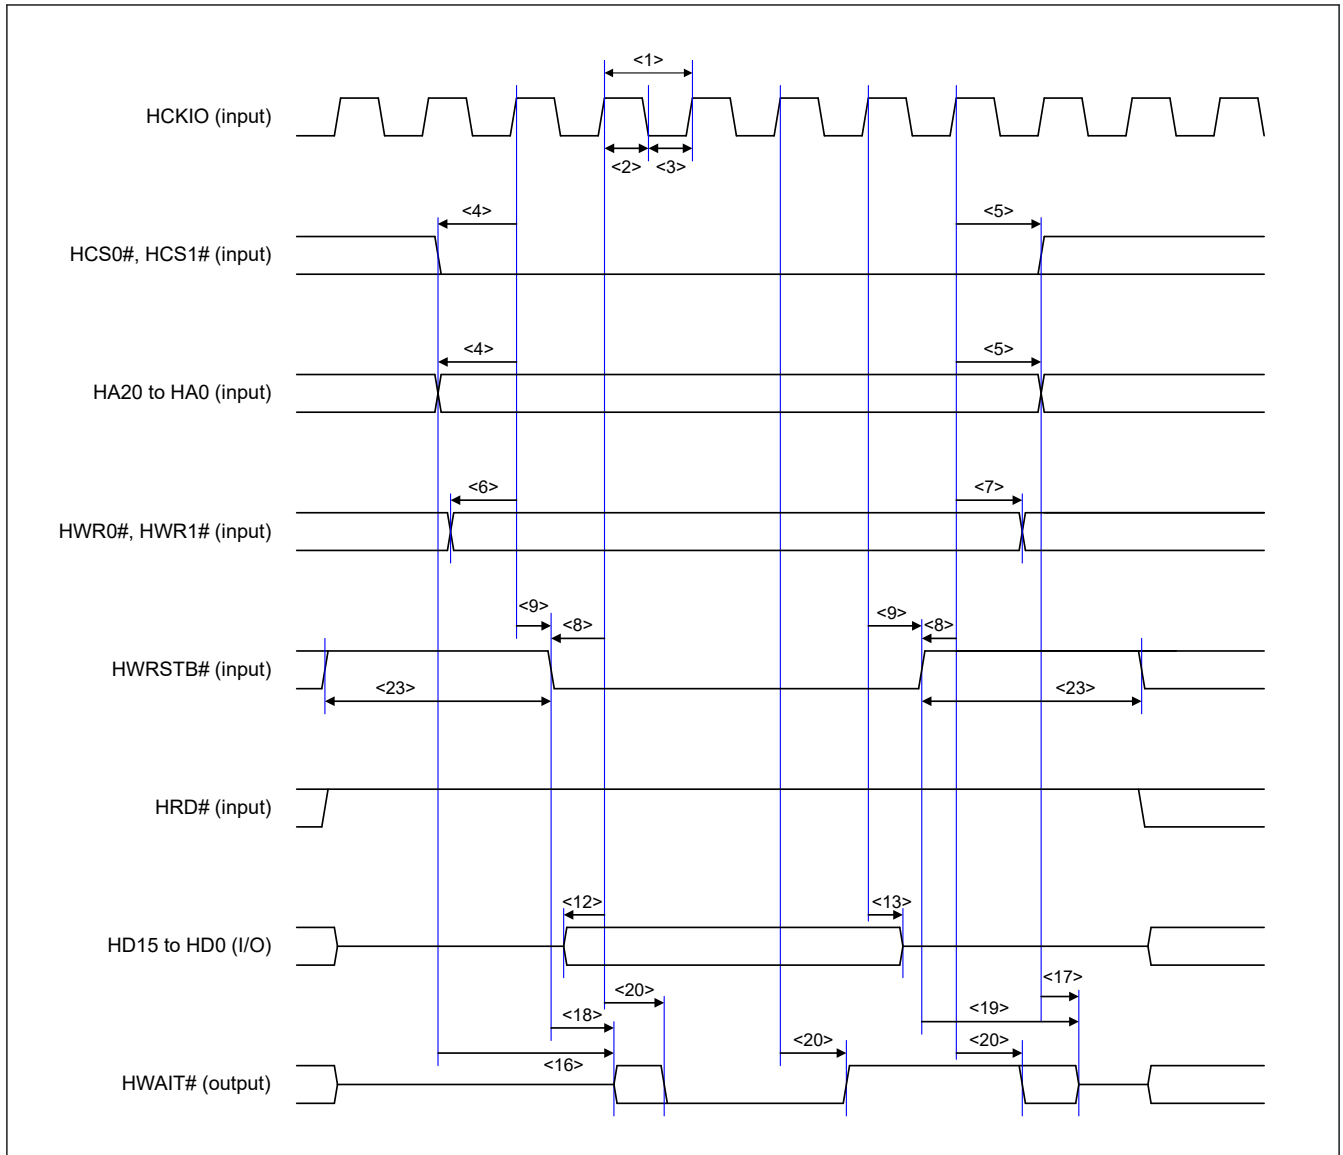 <1>
HCKIO (input)
<2> <3>
<4> <5>
HCS0#, HCS1# (input)
<4> <5>
HA20 to HA0 (input)
<6> <7>
HWR0#, HWR1# (input)
<9> <8> <9> <8>
HWRSTB# (input)
<23> <23>
HRD# (input)
<12> <13>
HD15 to HD0 (I/O)
<17>
<20>
<18> <19>
<20> <20>
<16>
HWAIT# (output)